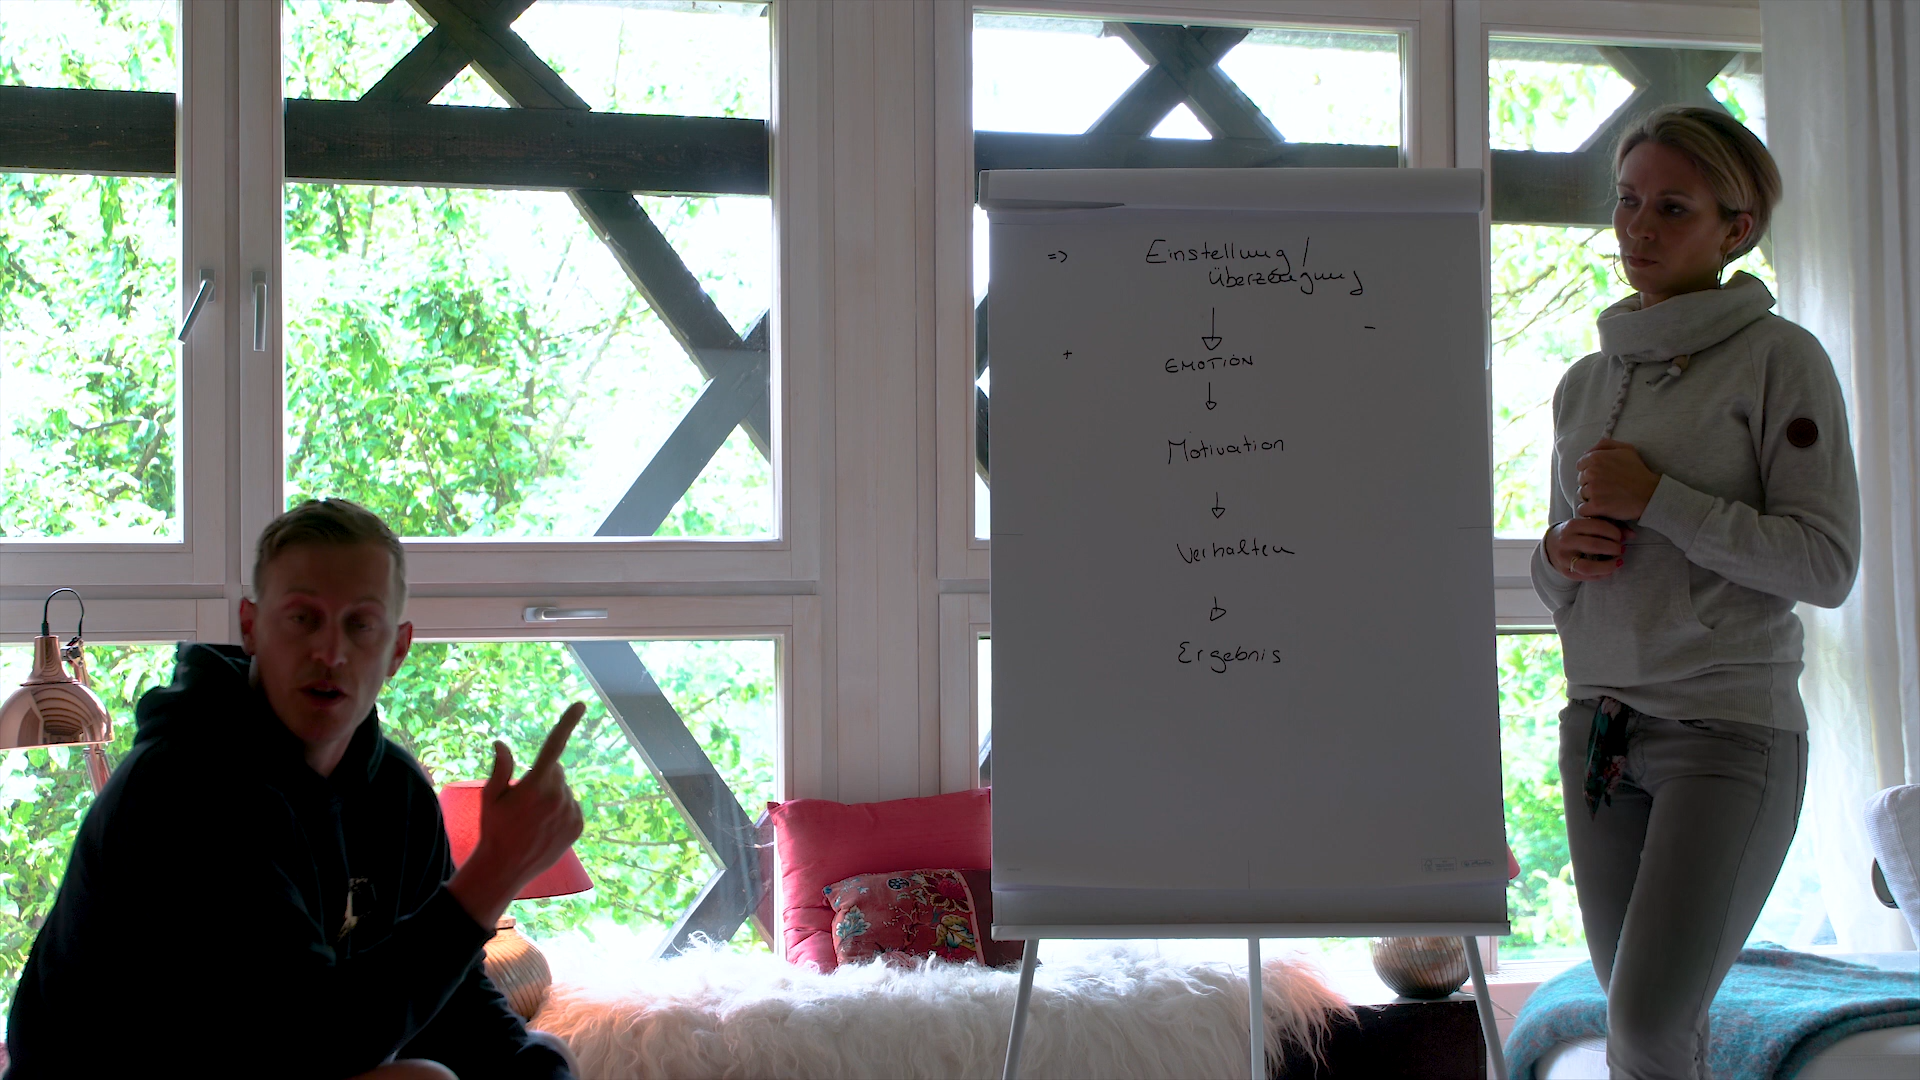 => Einstellung /
Überzeugung
-
+
EMOTION
Motivation
Verhalten
Ergebnis